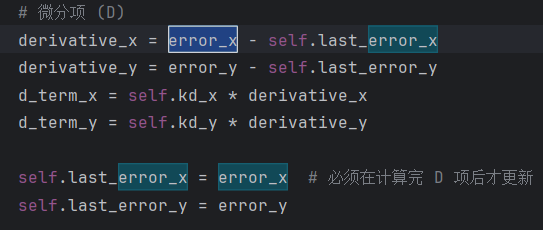 # 微分项 (D)
derivative_x = error_x - self.last_error_x
derivative_y = error_y - self.last_error_y
d_term_x = self.kd_x * derivative_x
d_term_y = self.kd_y * derivative_y
self.last_error_x = error_x  # 必须在计算完 D 项后才更新
self.last_error_y = error_y